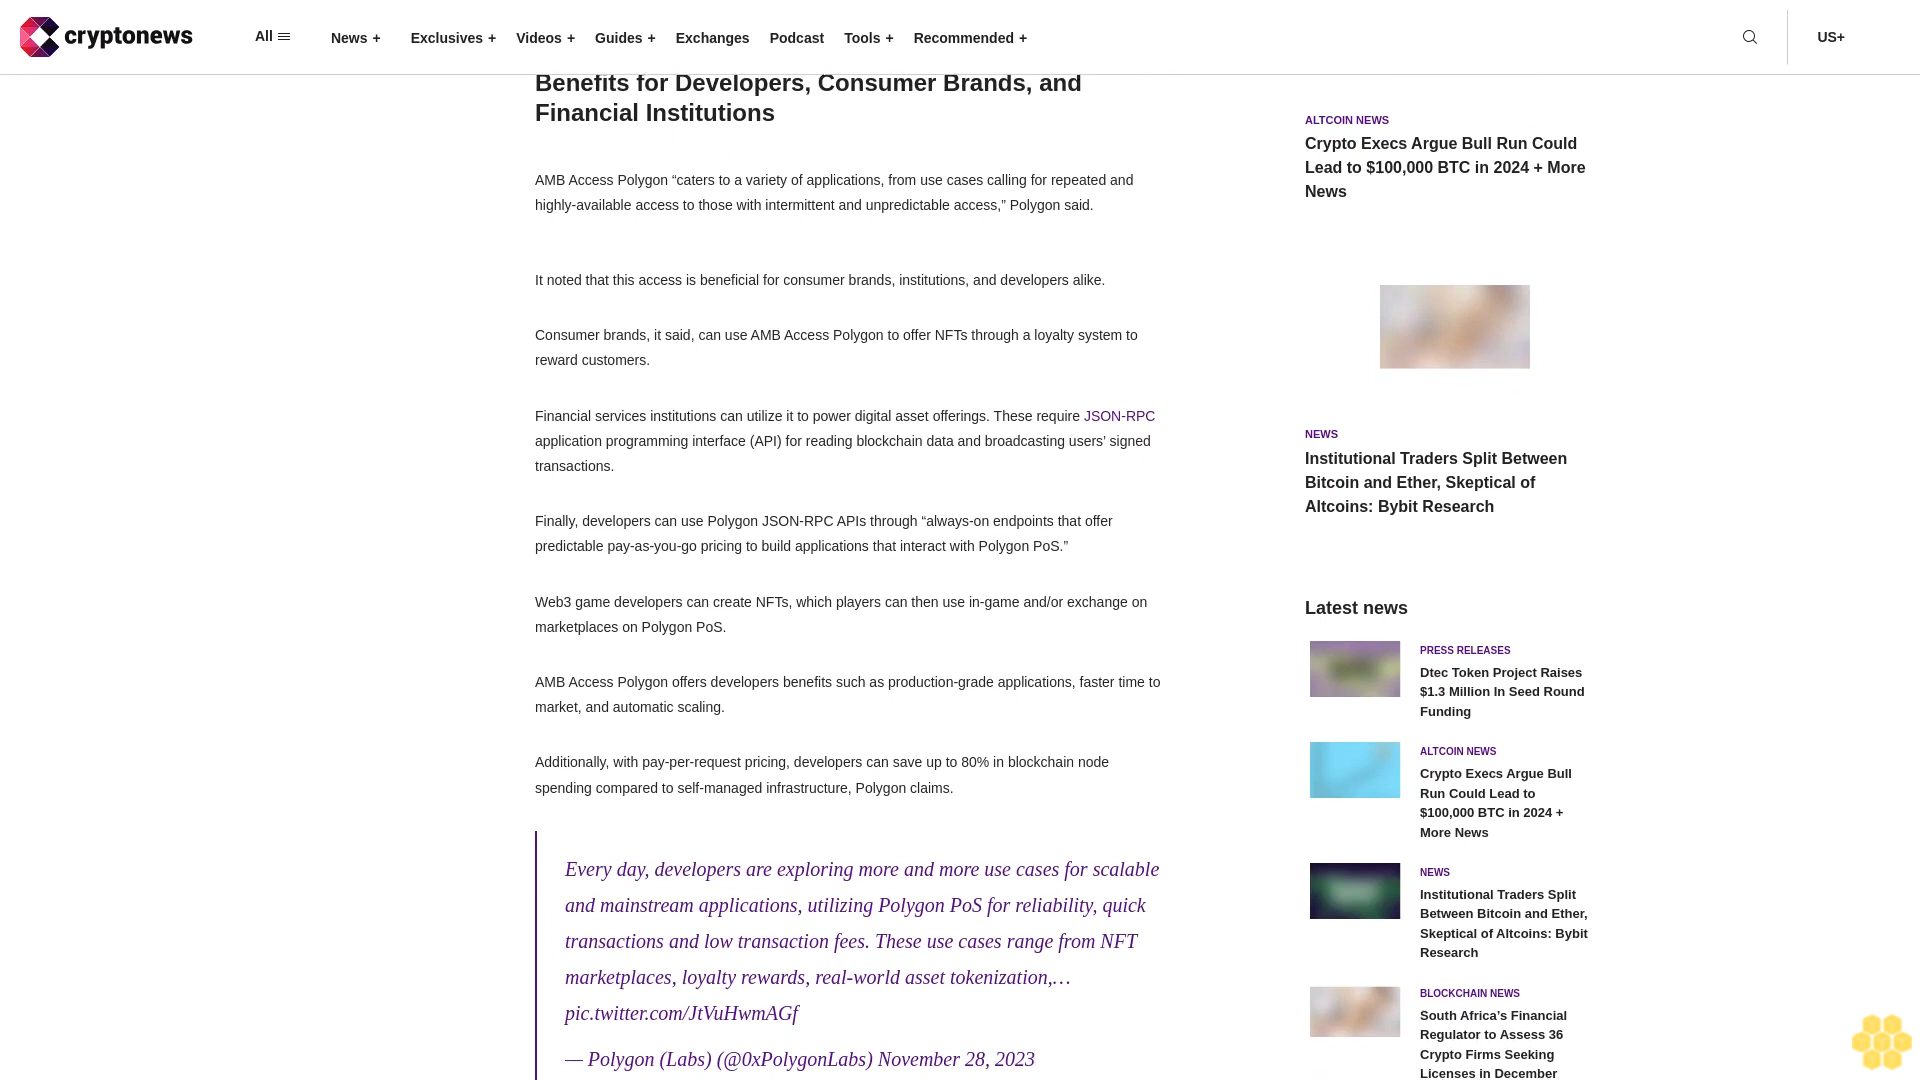 cryptonews
All
News +
Exclusives +
Videos +
Guides +
Exchanges
Podcast
Tools +
Recommended +
US+
Benefits for Developers, Consumer Brands, and
Financial Institutions
AMB Access Polygon “caters to a variety of applications, from use cases calling for repeated and
highly-available access to those with intermittent and unpredictable access,” Polygon said.
It noted that this access is beneficial for consumer brands, institutions, and developers alike.
Consumer brands, it said, can use AMB Access Polygon to offer NFTs through a loyalty system to
reward customers.
Financial services institutions can utilize it to power digital asset offerings. These require JSON-RPC
application programming interface (API) for reading blockchain data and broadcasting users’ signed
transactions.
Finally, developers can use Polygon JSON-RPC APIs through “always-on endpoints that offer
predictable pay-as-you-go pricing to build applications that interact with Polygon PoS.”
Web3 game developers can create NFTs, which players can then use in-game and/or exchange on
marketplaces on Polygon PoS.
AMB Access Polygon offers developers benefits such as production-grade applications, faster time to
market, and automatic scaling.
Additionally, with pay-per-request pricing, developers can save up to 80% in blockchain node
spending compared to self-managed infrastructure, Polygon claims.
Every day, developers are exploring more and more use cases for scalable
and mainstream applications, utilizing Polygon PoS for reliability, quick
transactions and low transaction fees. These use cases range from NFT
marketplaces, loyalty rewards, real-world asset tokenization,…
pic.twitter.com/JtVuHwmAGf
— Polygon (Labs) (@0xPolygonLabs) November 28, 2023
ALTCOIN NEWS
Crypto Execs Argue Bull Run Could
Lead to $100,000 BTC in 2024 + More
News
NEWS
Institutional Traders Split Between
Bitcoin and Ether, Skeptical of
Altcoins: Bybit Research
Latest news
PRESS RELEASES
Dtec Token Project Raises
$1.3 Million In Seed Round
Funding
ALTCOIN NEWS
Crypto Execs Argue Bull
Run Could Lead to
$100,000 BTC in 2024 +
More News
NEWS
Institutional Traders Split
Between Bitcoin and Ether,
Skeptical of Altcoins: Bybit
Research
BLOCKCHAIN NEWS
South Africa’s Financial
Regulator to Assess 36
Crypto Firms Seeking
Licenses in December